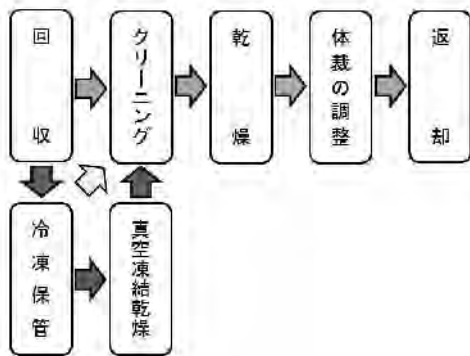 回収
クリーニング
乾燥
体裁の調整
返却
冷凍保管
真空凍結乾燥